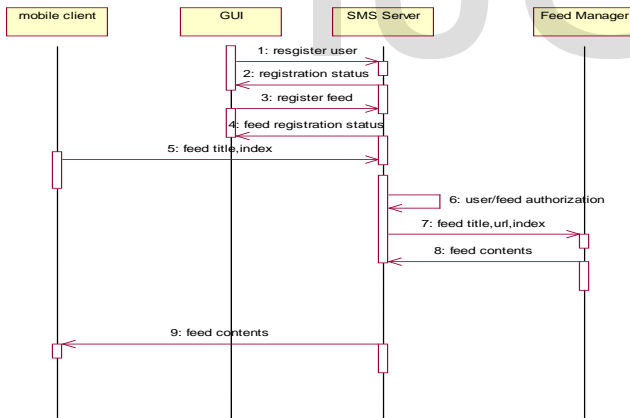 mobile client
GUI
SMS Server
Feed Manager
1: resgister user
2: registration status
3: register feed
4: feed registration status
5: feed title,index
6: user/feed authorization
7: feed title,url,index
8: feed contents
9: feed contents